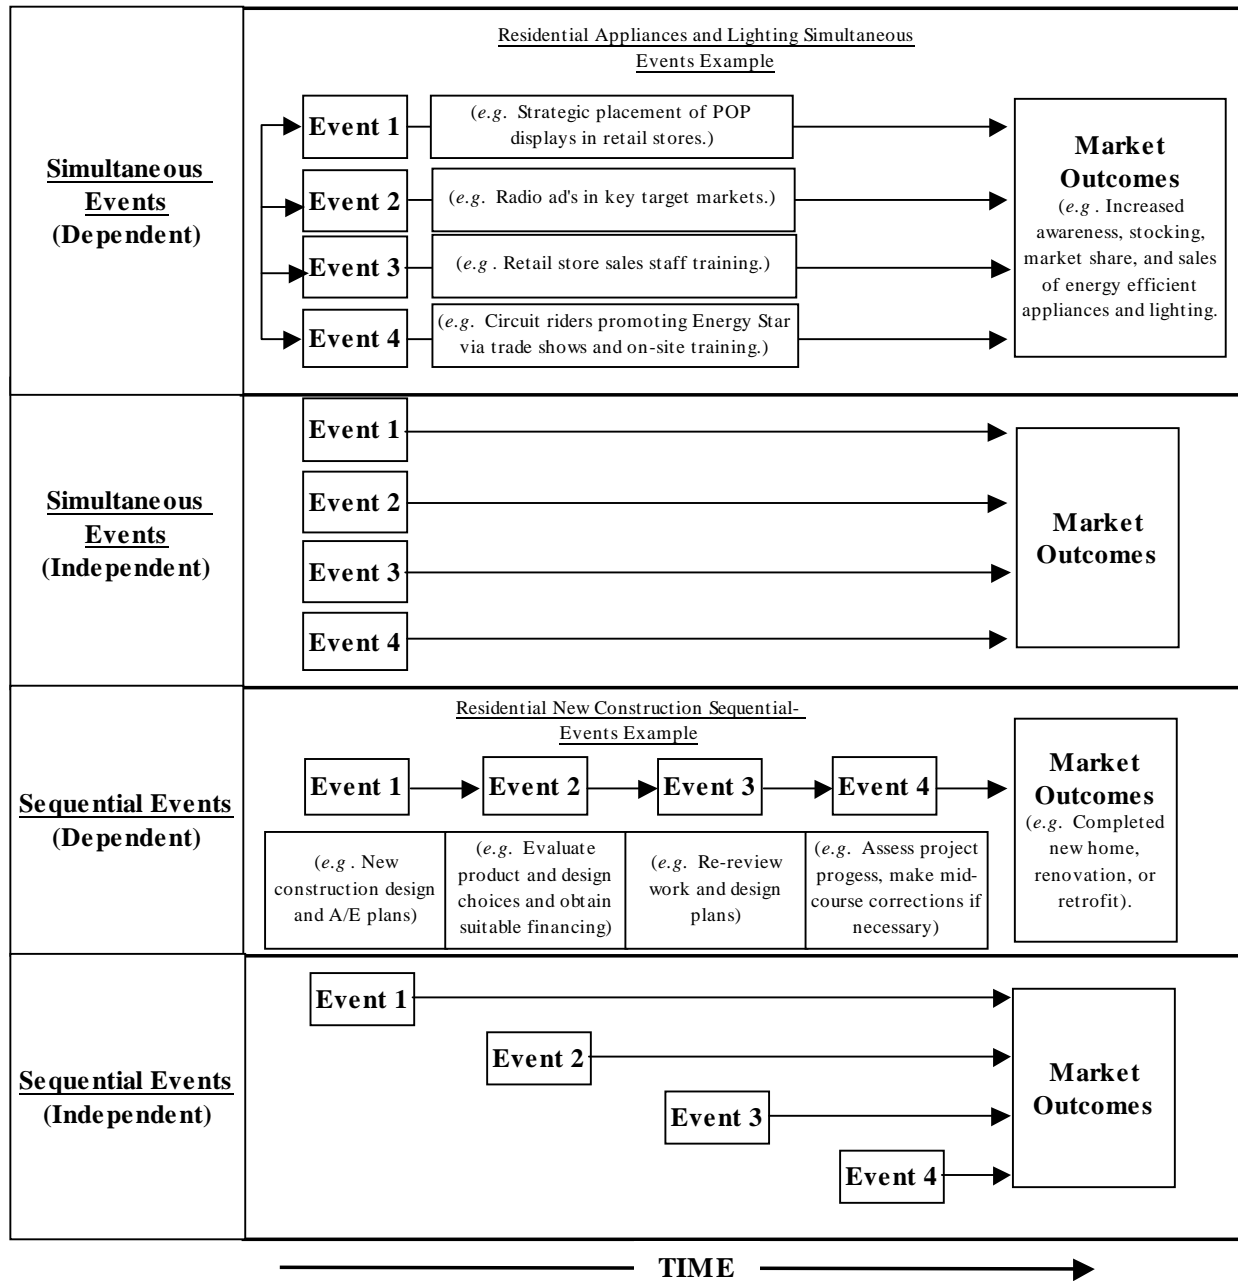 Residential Appliances and Lighting Simultaneous
Events Example
Simultaneous
Events
(Dependent)
Event 1
(e.g. Strategic placement of POP
displays in retail stores.)
Event 2
(e.g. Radio ad's in key target markets.)
Event 3
(e.g. Retail store sales staff training.)
Event 4
(e.g. Circuit riders promoting Energy Star
via trade shows and on-site training.)
Market
Outcomes
(e.g. Increased
awareness, stocking,
market share, and sales
of energy efficient
appliances and lighting.
Simultaneous
Events
(Independent)
Event 1
Event 2
Event 3
Event 4
Market
Outcomes
Residential New Construction Sequential-
Events Example
Sequential Events
(Dependent)
Event 1
Event 2
Event 3
Event 4
(e.g. New
construction design
and A/E plans)
(e.g. Evaluate
product and design
choices and obtain
suitable financing)
(e.g. Re-review
work and design
plans)
(e.g. Assess project
progess, make mid-
course corrections if
necessary)
Market
Outcomes
(e.g. Completed
new home,
renovation, or
retrofit).
Sequential Events
(Independent)
Event 1
Event 2
Event 3
Event 4
Market
Outcomes
TIME